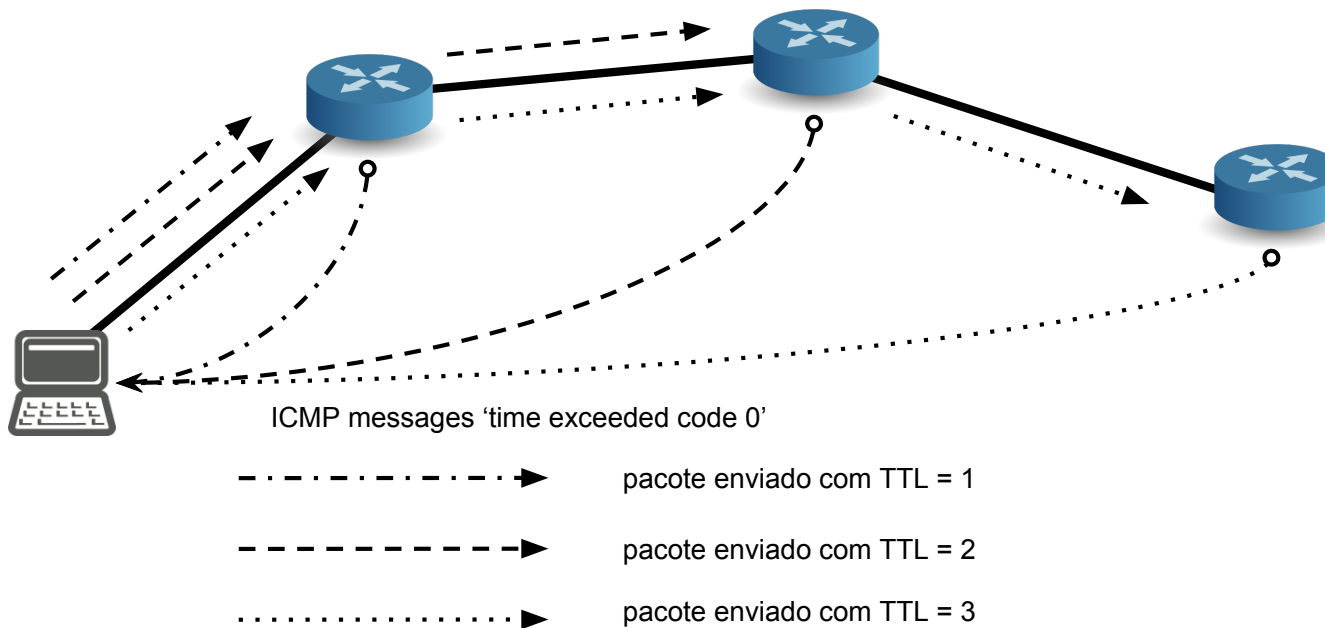 ICMP messages ‘time exceeded code 0’
pacote enviado com TTL = 1
pacote enviado com TTL = 2
pacote enviado com TTL = 3